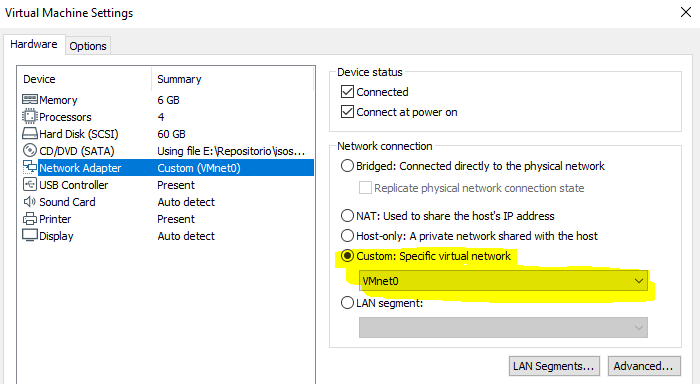 Virtual Machine Settings
Hardware Options
Device Summary
Memory 6 GB
Processors 4
Hard Disk (SCSI) 60 GB
CD/DVD (SATA) Using file E:\Repositorio\isos...
Network Adapter Custom (VMnet0)
USB Controller Present
Sound Card Auto detect
Printer Present
Display Auto detect
Device status
Connected
Connect at power on
Network connection
Bridged: Connected directly to the physical network
Replicate physical network connection state
NAT: Used to share the host's IP address
Host-only: A private network shared with the host
Custom: Specific virtual network
VMnet0
LAN segment:
LAN Segments... Advanced...